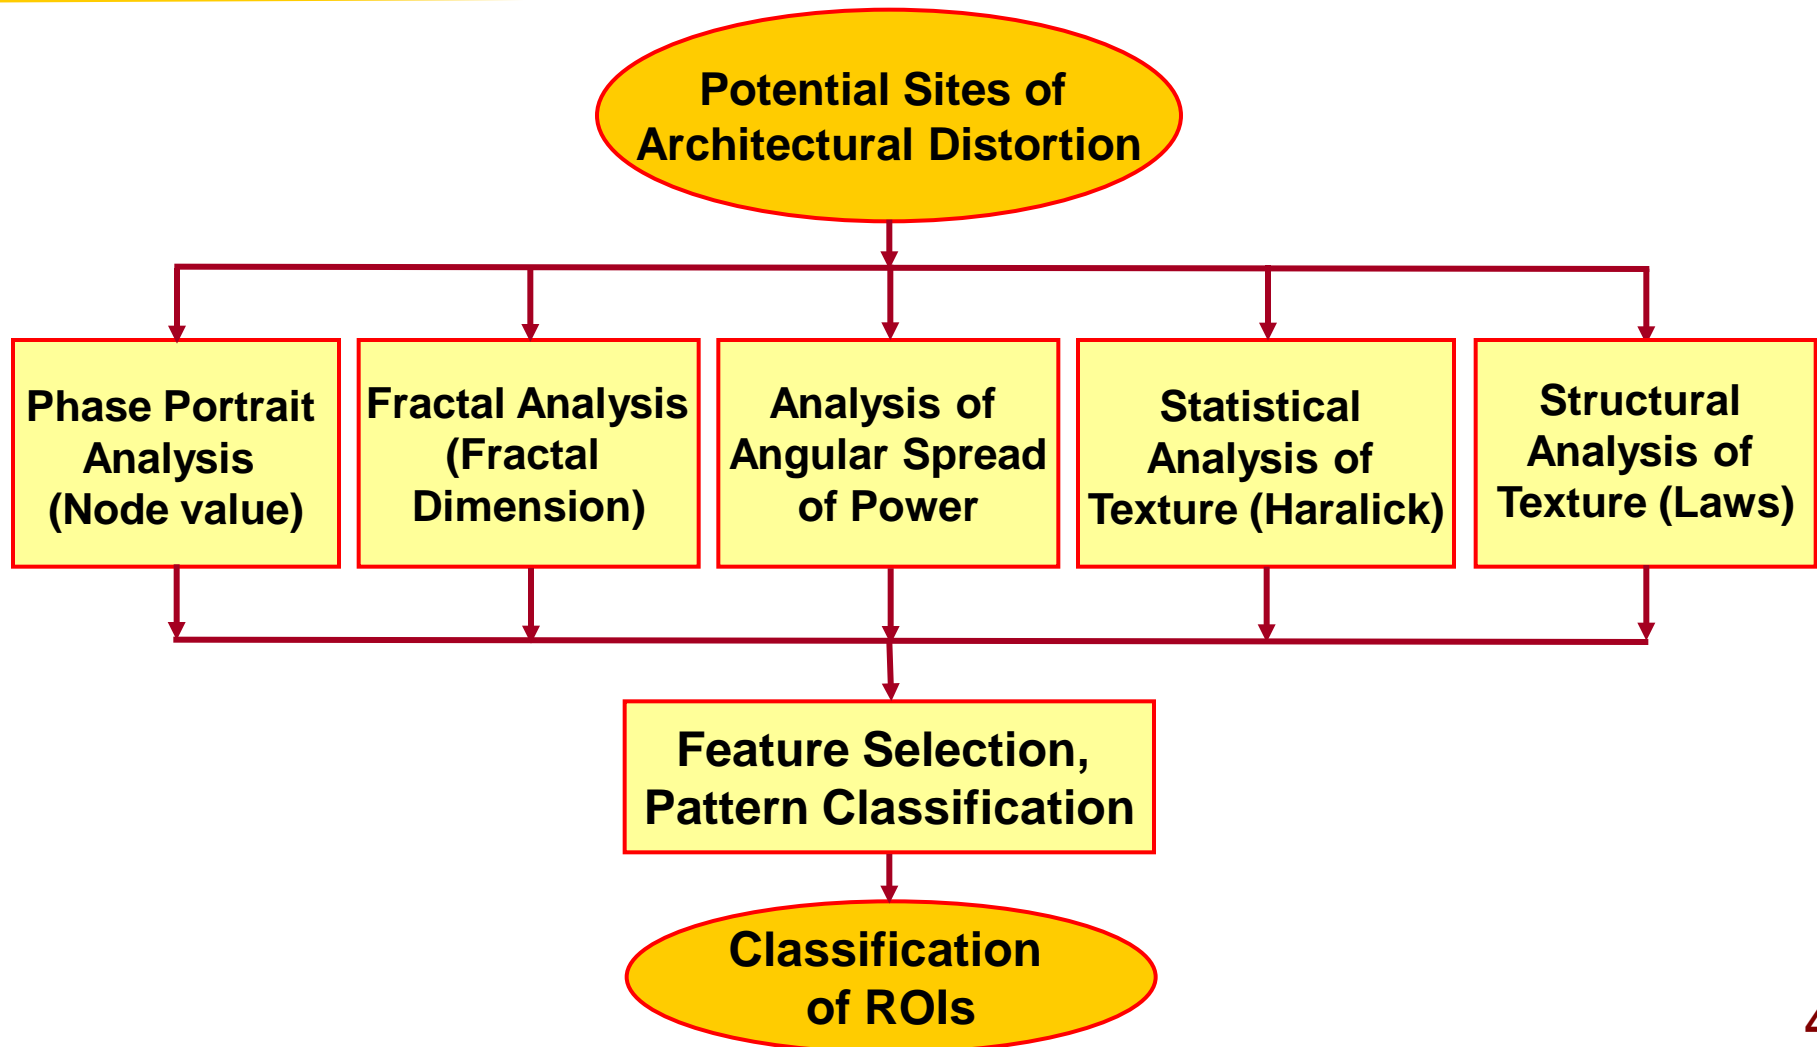 Potential Sites of
Architectural Distortion
Phase Portrait
Analysis
(Node value)
Fractal Analysis
(Fractal
Dimension)
Analysis of
Angular Spread
of Power
Statistical
Analysis of
Texture (Haralick)
Structural
Analysis of
Texture (Laws)
Feature Selection,
Pattern Classification
Classification
of ROIs